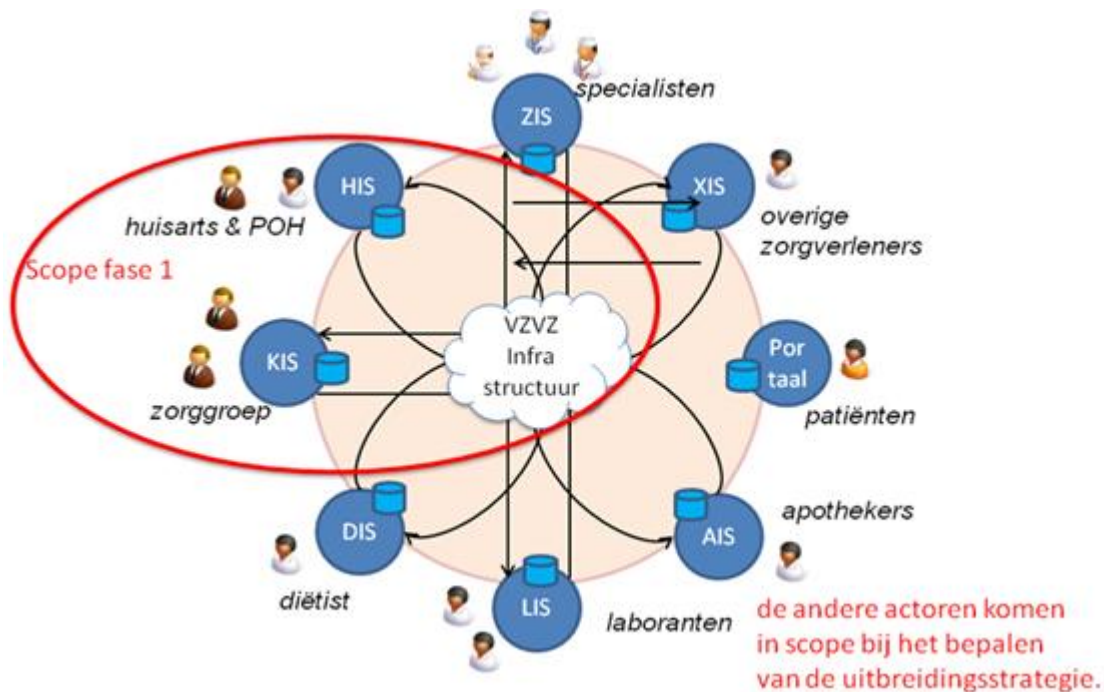 specialisten
ZIS
HIS
XIS
huisarts & POH
overige
zorgverleners
Scope fase 1
VZVZ
Infra
structuur
KIS
zorggroep
Por
taal
patiënten
DIS
diëtist
LIS
laboranten
AIS
apothekers
de andere actoren komen
in scope bij het bepalen
van de uitbreidingsstrategie.